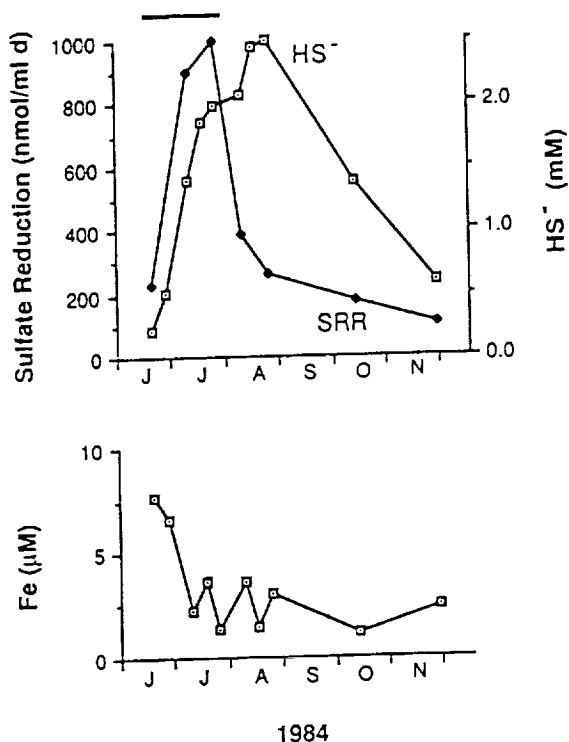 Sulfate Reduction (nmol/ml d)
1000
800
600
400
200
0
HS⁻
SRR
2.0
1.0
0.0
HS⁻ (mM)
J J A S O N
Fe (μM)
10
5
0
J J A S O N
1984